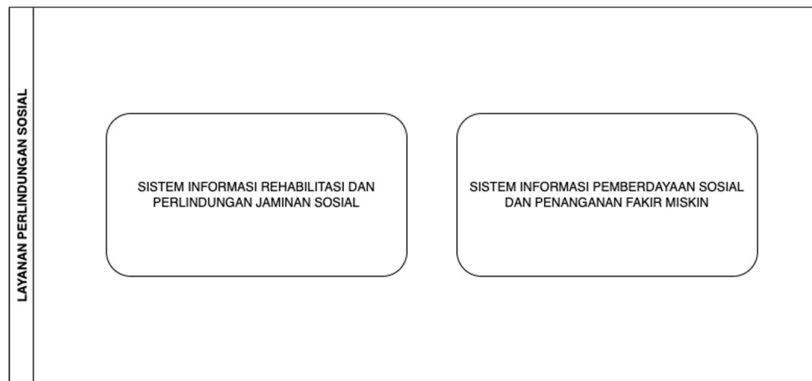 LAYANAN PERLINDUNGAN SOSIAL
SISTEM INFORMASI REHABILITASI DAN
PERLINDUNGAN JAMINAN SOSIAL
SISTEM INFORMASI PEMBERDAYAAN SOSIAL
DAN PENANGANAN FAKIR MISKIN